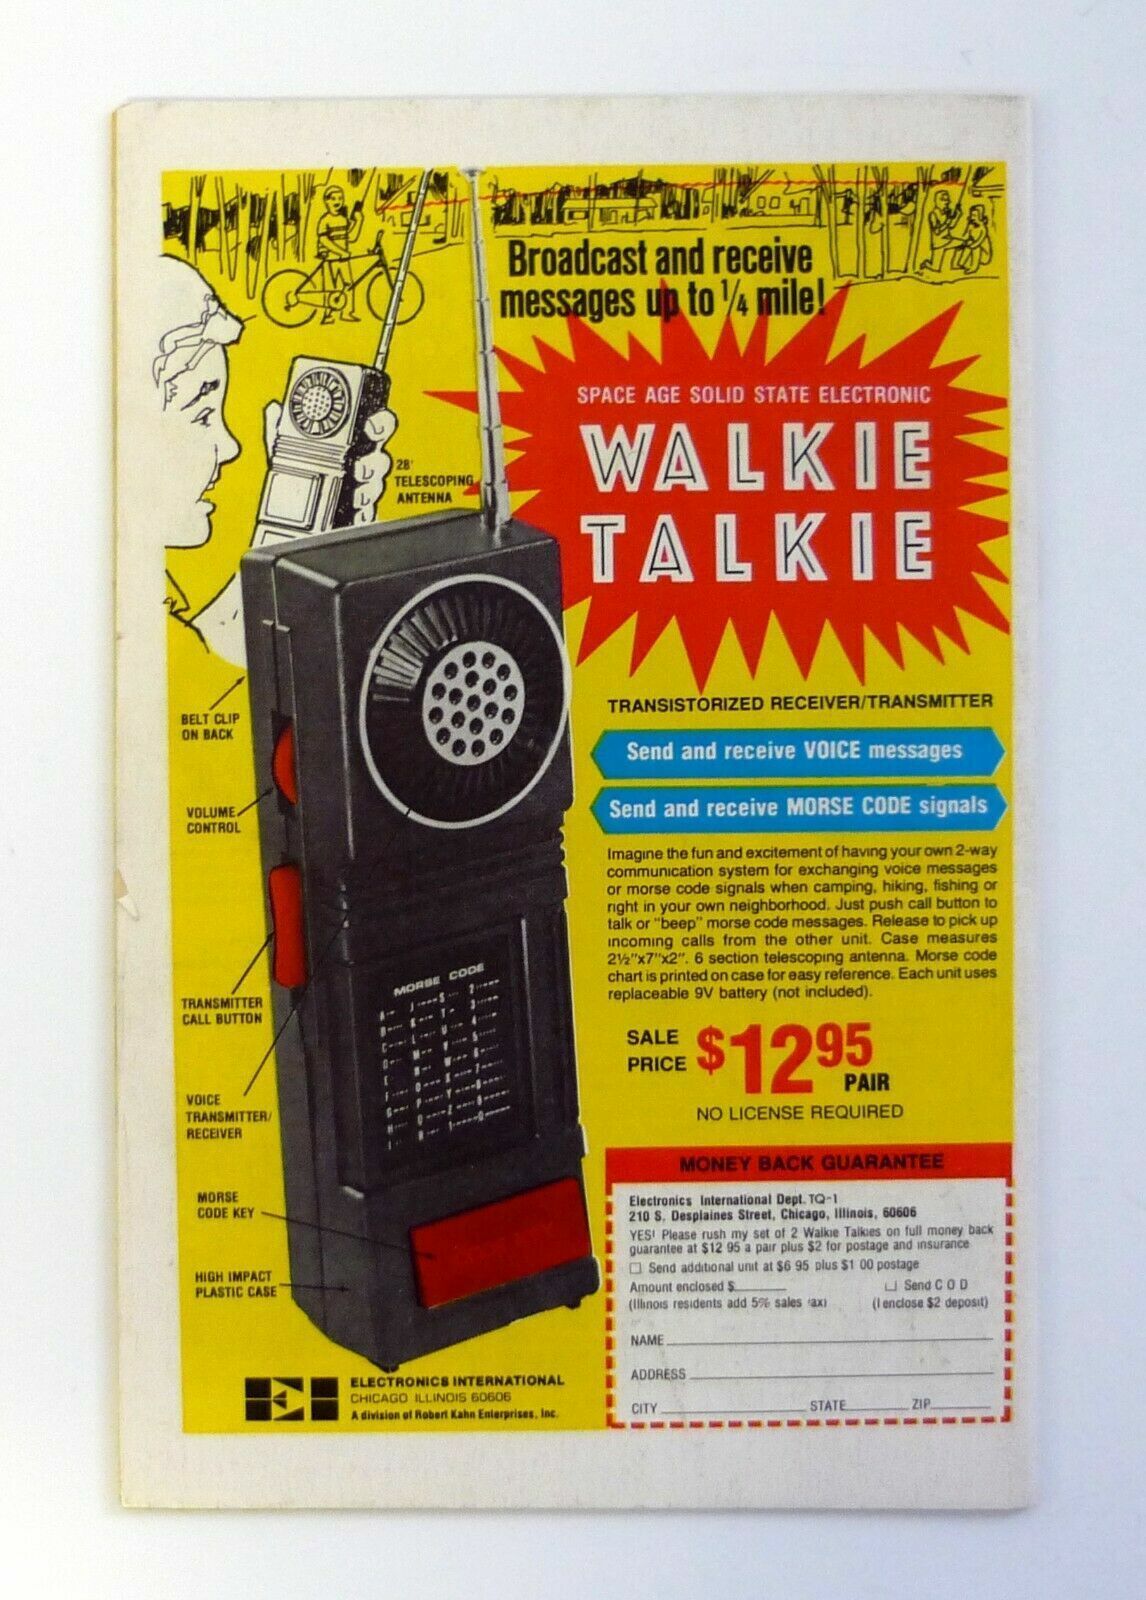 Broadcast and receive
messages up to 1/4 mile!
SPACE AGE SOLID STATE ELECTRONIC
WALKIE
TALKIE
28'
TELESCOPING
ANTENNA
BELT CLIP
ON BACK
VOLUME
CONTROL
TRANSMITTER
CALL BUTTON
VOICE
TRANSMITTER/
RECEIVER
MORSE
CODE KEY
HIGH IMPACT
PLASTIC CASE
MORSE CODE
TRANSISTORIZED RECEIVER/TRANSMITTER
Send and receive VOICE messages
Send and receive MORSE CODE signals
Imagine the fun and excitement of having your own 2-way
communication system for exchanging voice messages
or morse code signals when camping, hiking, fishing or
right in your own neighborhood. Just push call button to
talk or "beep" morse code messages. Release to pick up
incoming calls from the other unit. Case measures
2½"x7"x2". 6 section telescoping antenna. Morse code
chart is printed on case for easy reference. Each unit uses
replaceable 9V battery (not included).
SALE
PRICE $12 95
PAIR
NO LICENSE REQUIRED
MONEY BACK GUARANTEE
Electronics International Dept. TQ-1
210 S. Desplaines Street, Chicago, Illinois, 60606
YES! Please rush my set of 2 Walkie Talkies on full money back
guarantee at $12 95 a pair plus $2 for postage and insurance
Send additional unit at $6 95 plus $1 00 postage
Amount enclosed $ Send C O D
(Illinois residents add 5% sales tax) (I enclose $2 deposit)
NAME
ADDRESS
CITY STATE ZIP
ELECTRONICS INTERNATIONAL
CHICAGO ILLINOIS 60606
A division of Robert Kahn Enterprises, Inc.